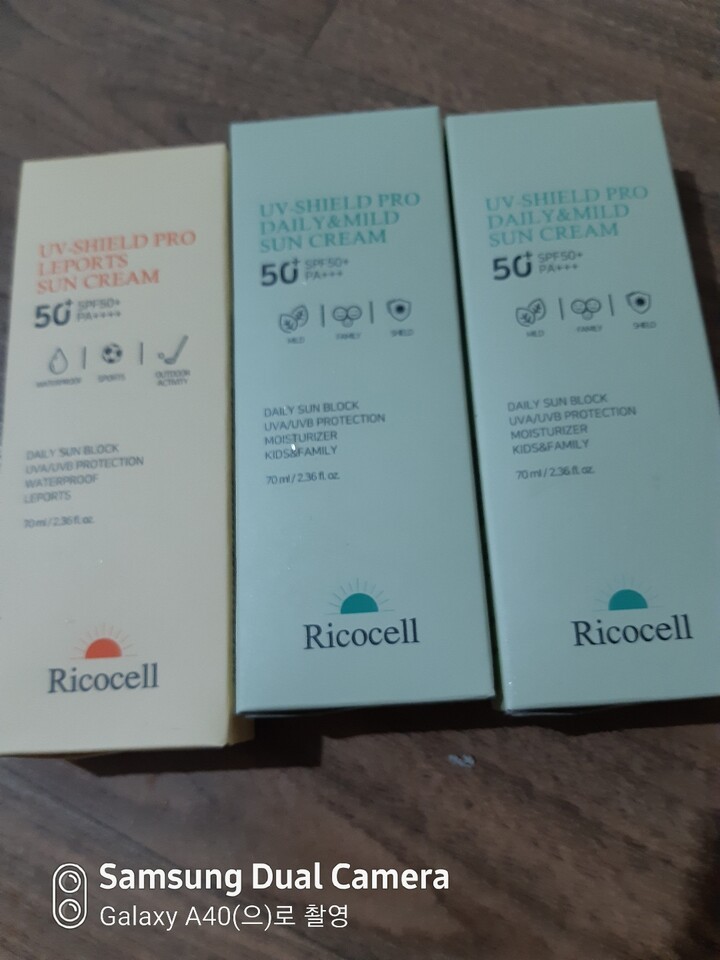 UV-SHIELD PRO
LEPORTS
SUN CREAM
50+ SPF50+
PA++++
WATERPROOF
SPORTS
OUTDOOR
ACTIVITY
DAILY SUN BLOCK
UVA/UVB PROTECTION
WATERPROOF
LEPORTS
70 ml / 2.36 fl. oz.
Ricocell
UV-SHIELD PRO
DAILY&MILD
SUN CREAM
50+ SPF50+
PA+++
MILD
FAMILY
SHIELD
DAILY SUN BLOCK
UVA/UVB PROTECTION
MOISTURIZER
KIDS&FAMILY
70 ml / 2.36 fl. oz.
Ricocell
UV-SHIELD PRO
DAILY&MILD
SUN CREAM
50+ SPF50+
PA+++
MILD
FAMILY
SHIELD
DAILY SUN BLOCK
UVA/UVB PROTECTION
MOISTURIZER
KIDS&FAMILY
70 ml / 2.36 fl. oz.
Ricocell
Samsung Dual Camera
Galaxy A40(으)로 촬영